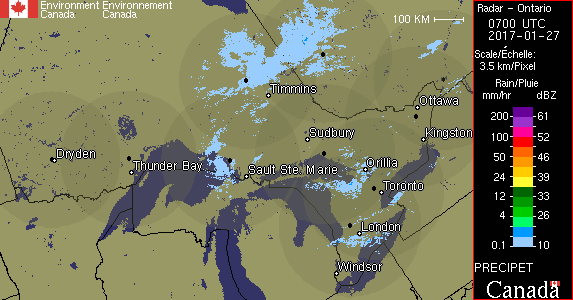 Environment Environnement
Canada Canada
100 KM
Timmins
Ottawa
Sudbury
Kingston
Dryden
Thunder Bay
Sault Ste. Marie
Orillia
Toronto
London
Windsor
Radar - Ontario
0700 UTC
2017-01-27
Scale/Échelle:
3.5 km/Pixel
Rain/Pluie
mm/hr dBZ
200 61
100 52
50 46
24 39
12 33
4 26
1 20
0.1 10
PRECIPET
Canada